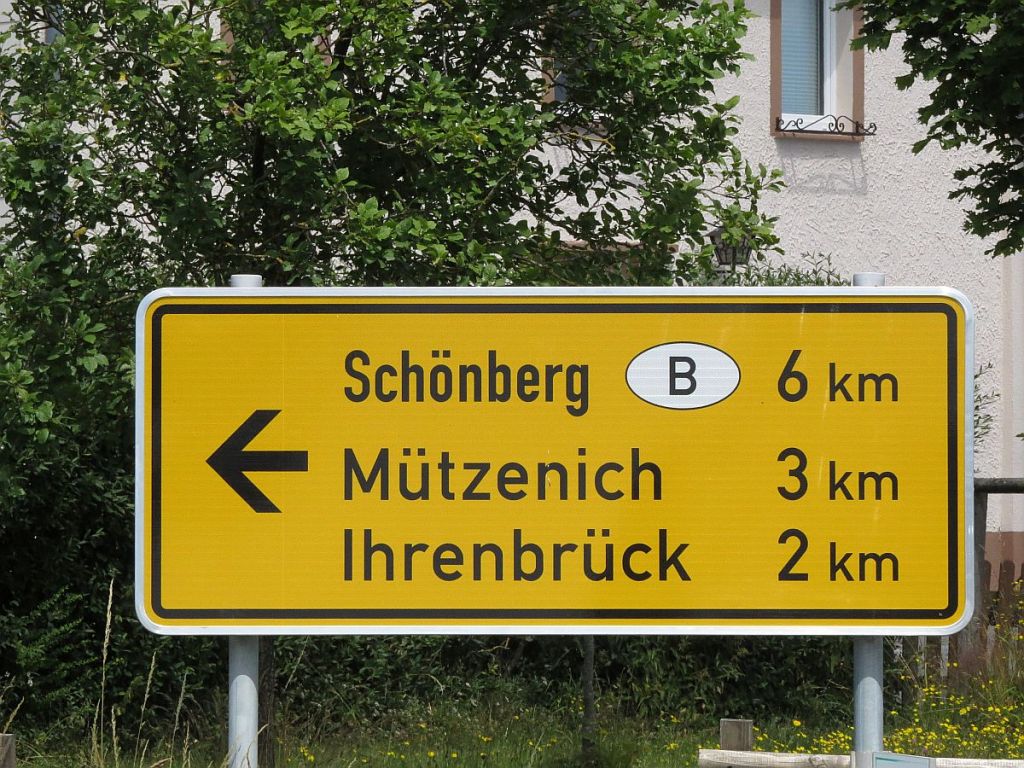 Schönberg B 6 km
Mützenich 3 km
Ihrenbrück 2 km